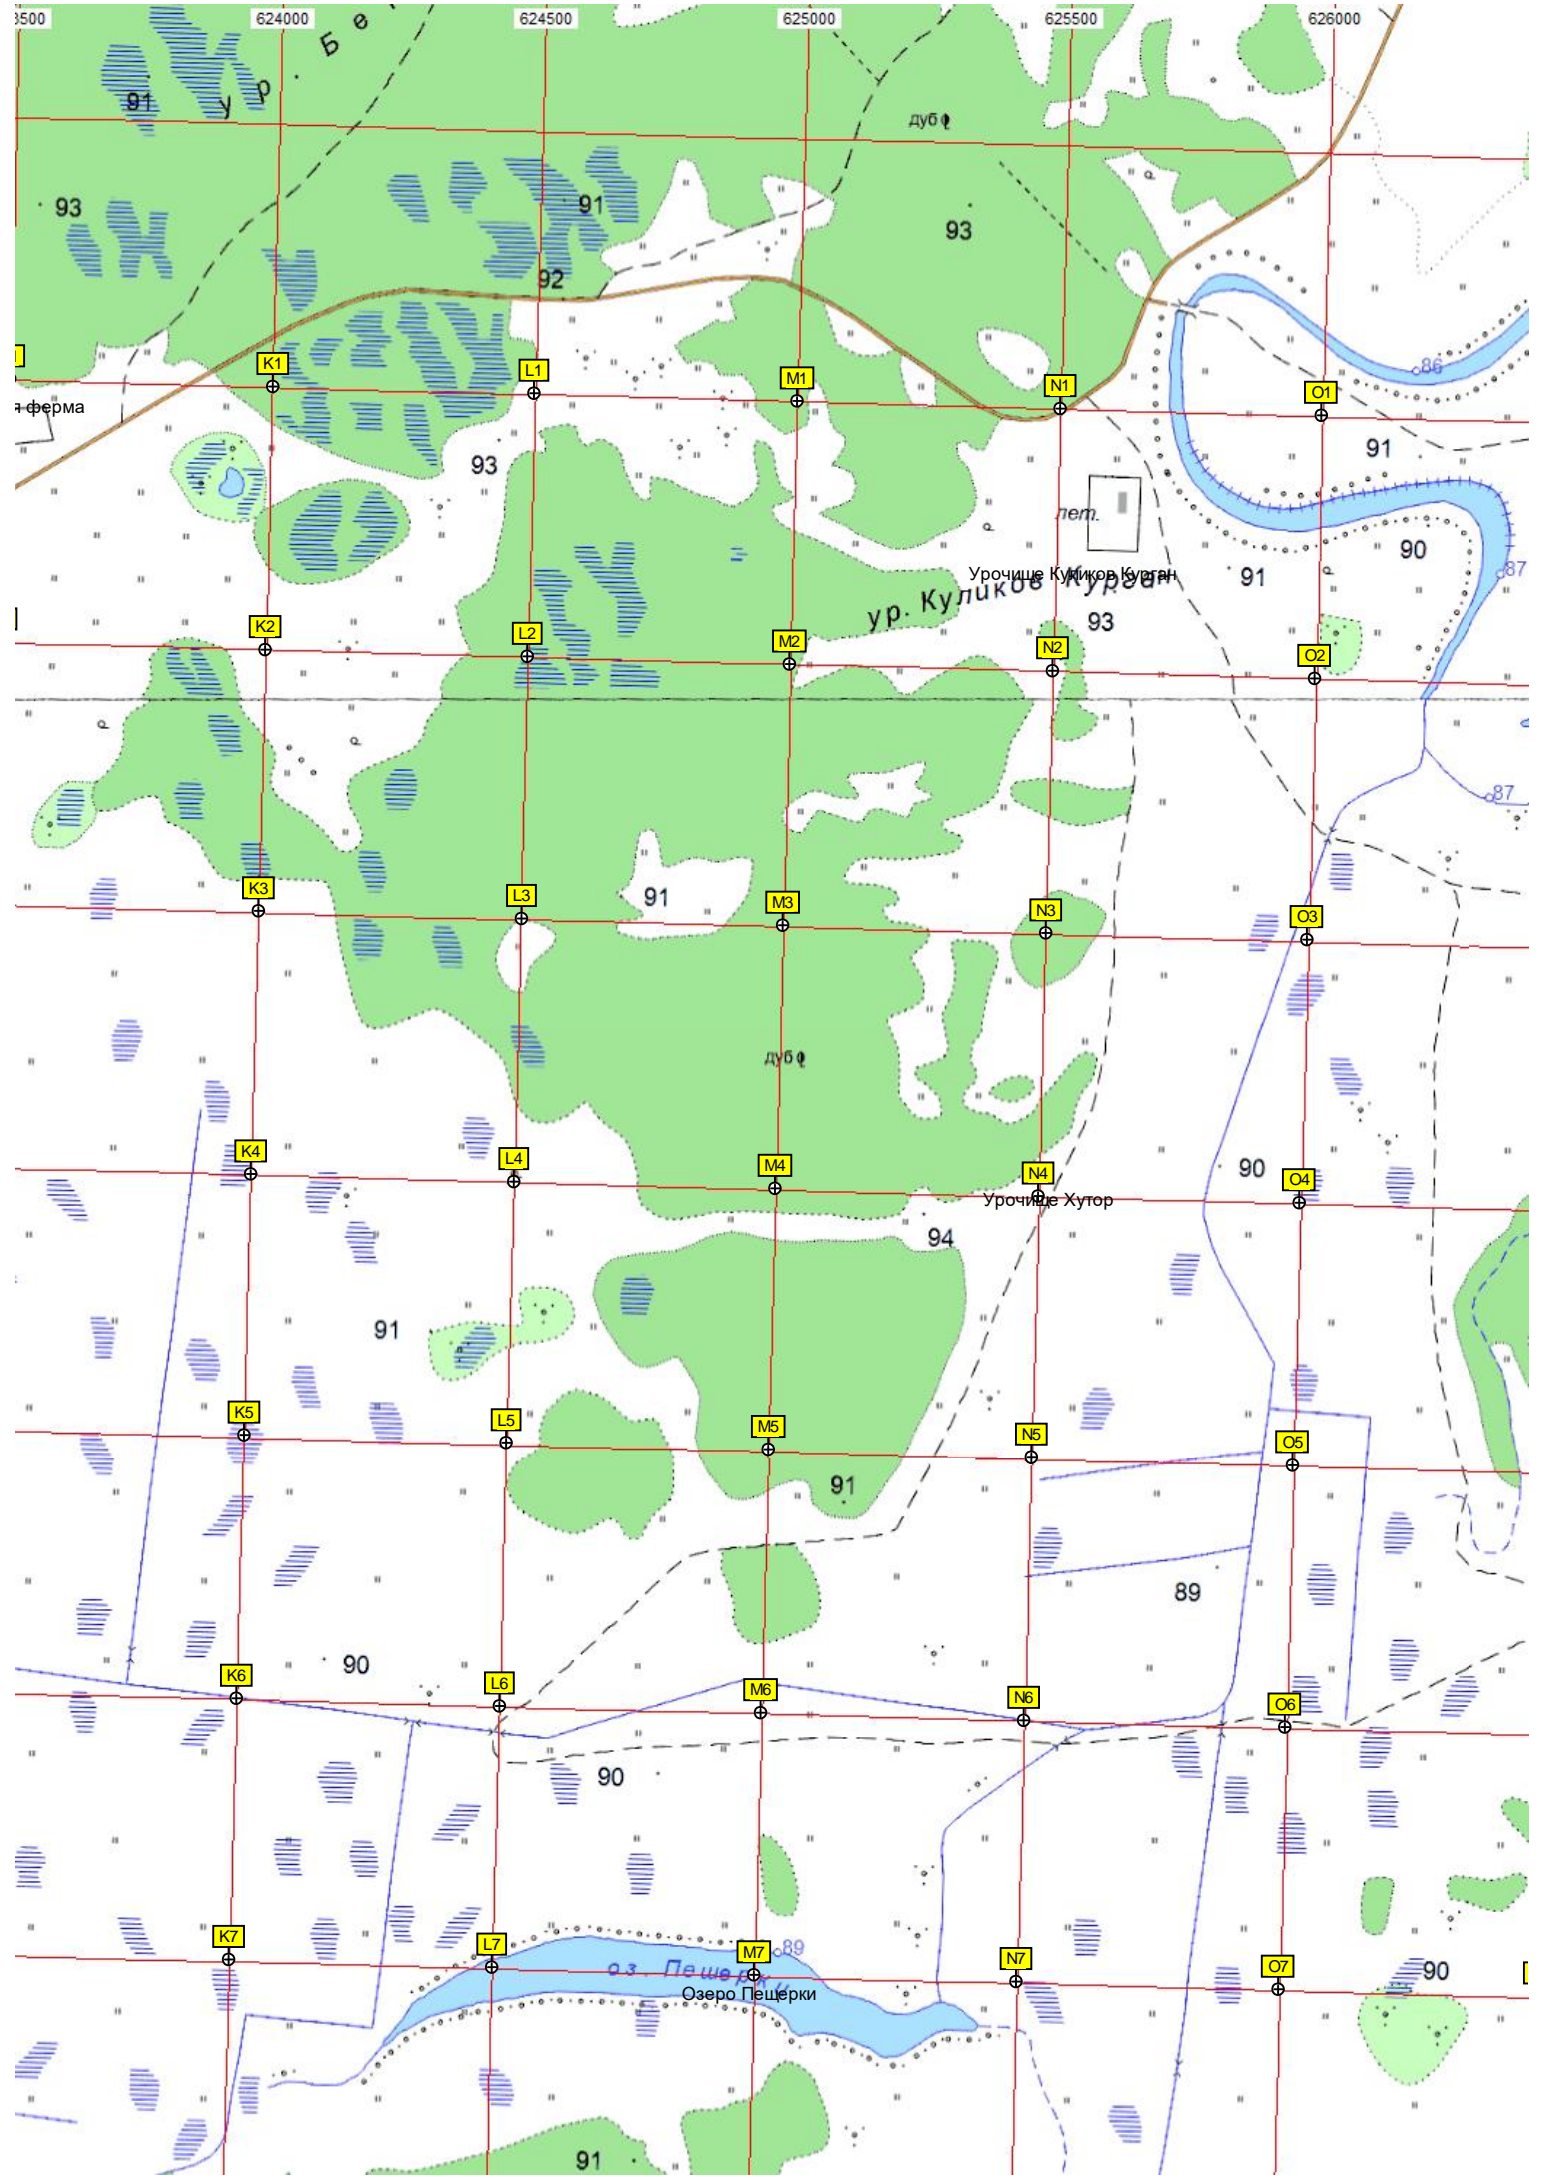 3500 624000 624500 625000 625500 626000
ур. Бе
91
дуб
93
91
93
92
86
K1 L1 M1 N1 O1
я ферма
91
93
лет.
90
Урочище Куликов Курган
91
87
ур. Куликов Курган
93
K2 L2 M2 N2 O2
87
K3 L3 M3 N3 O3
91
дуб
K4 L4 M4 N4 O4
90
Урочище Хутор
94
91
K5 L5 M5 N5 O5
91
89
90
K6 L6 M6 N6 O6
90
K7 L7 M7 N7 O7
89
оз. Пещерки
90
Озеро Пещерки
91